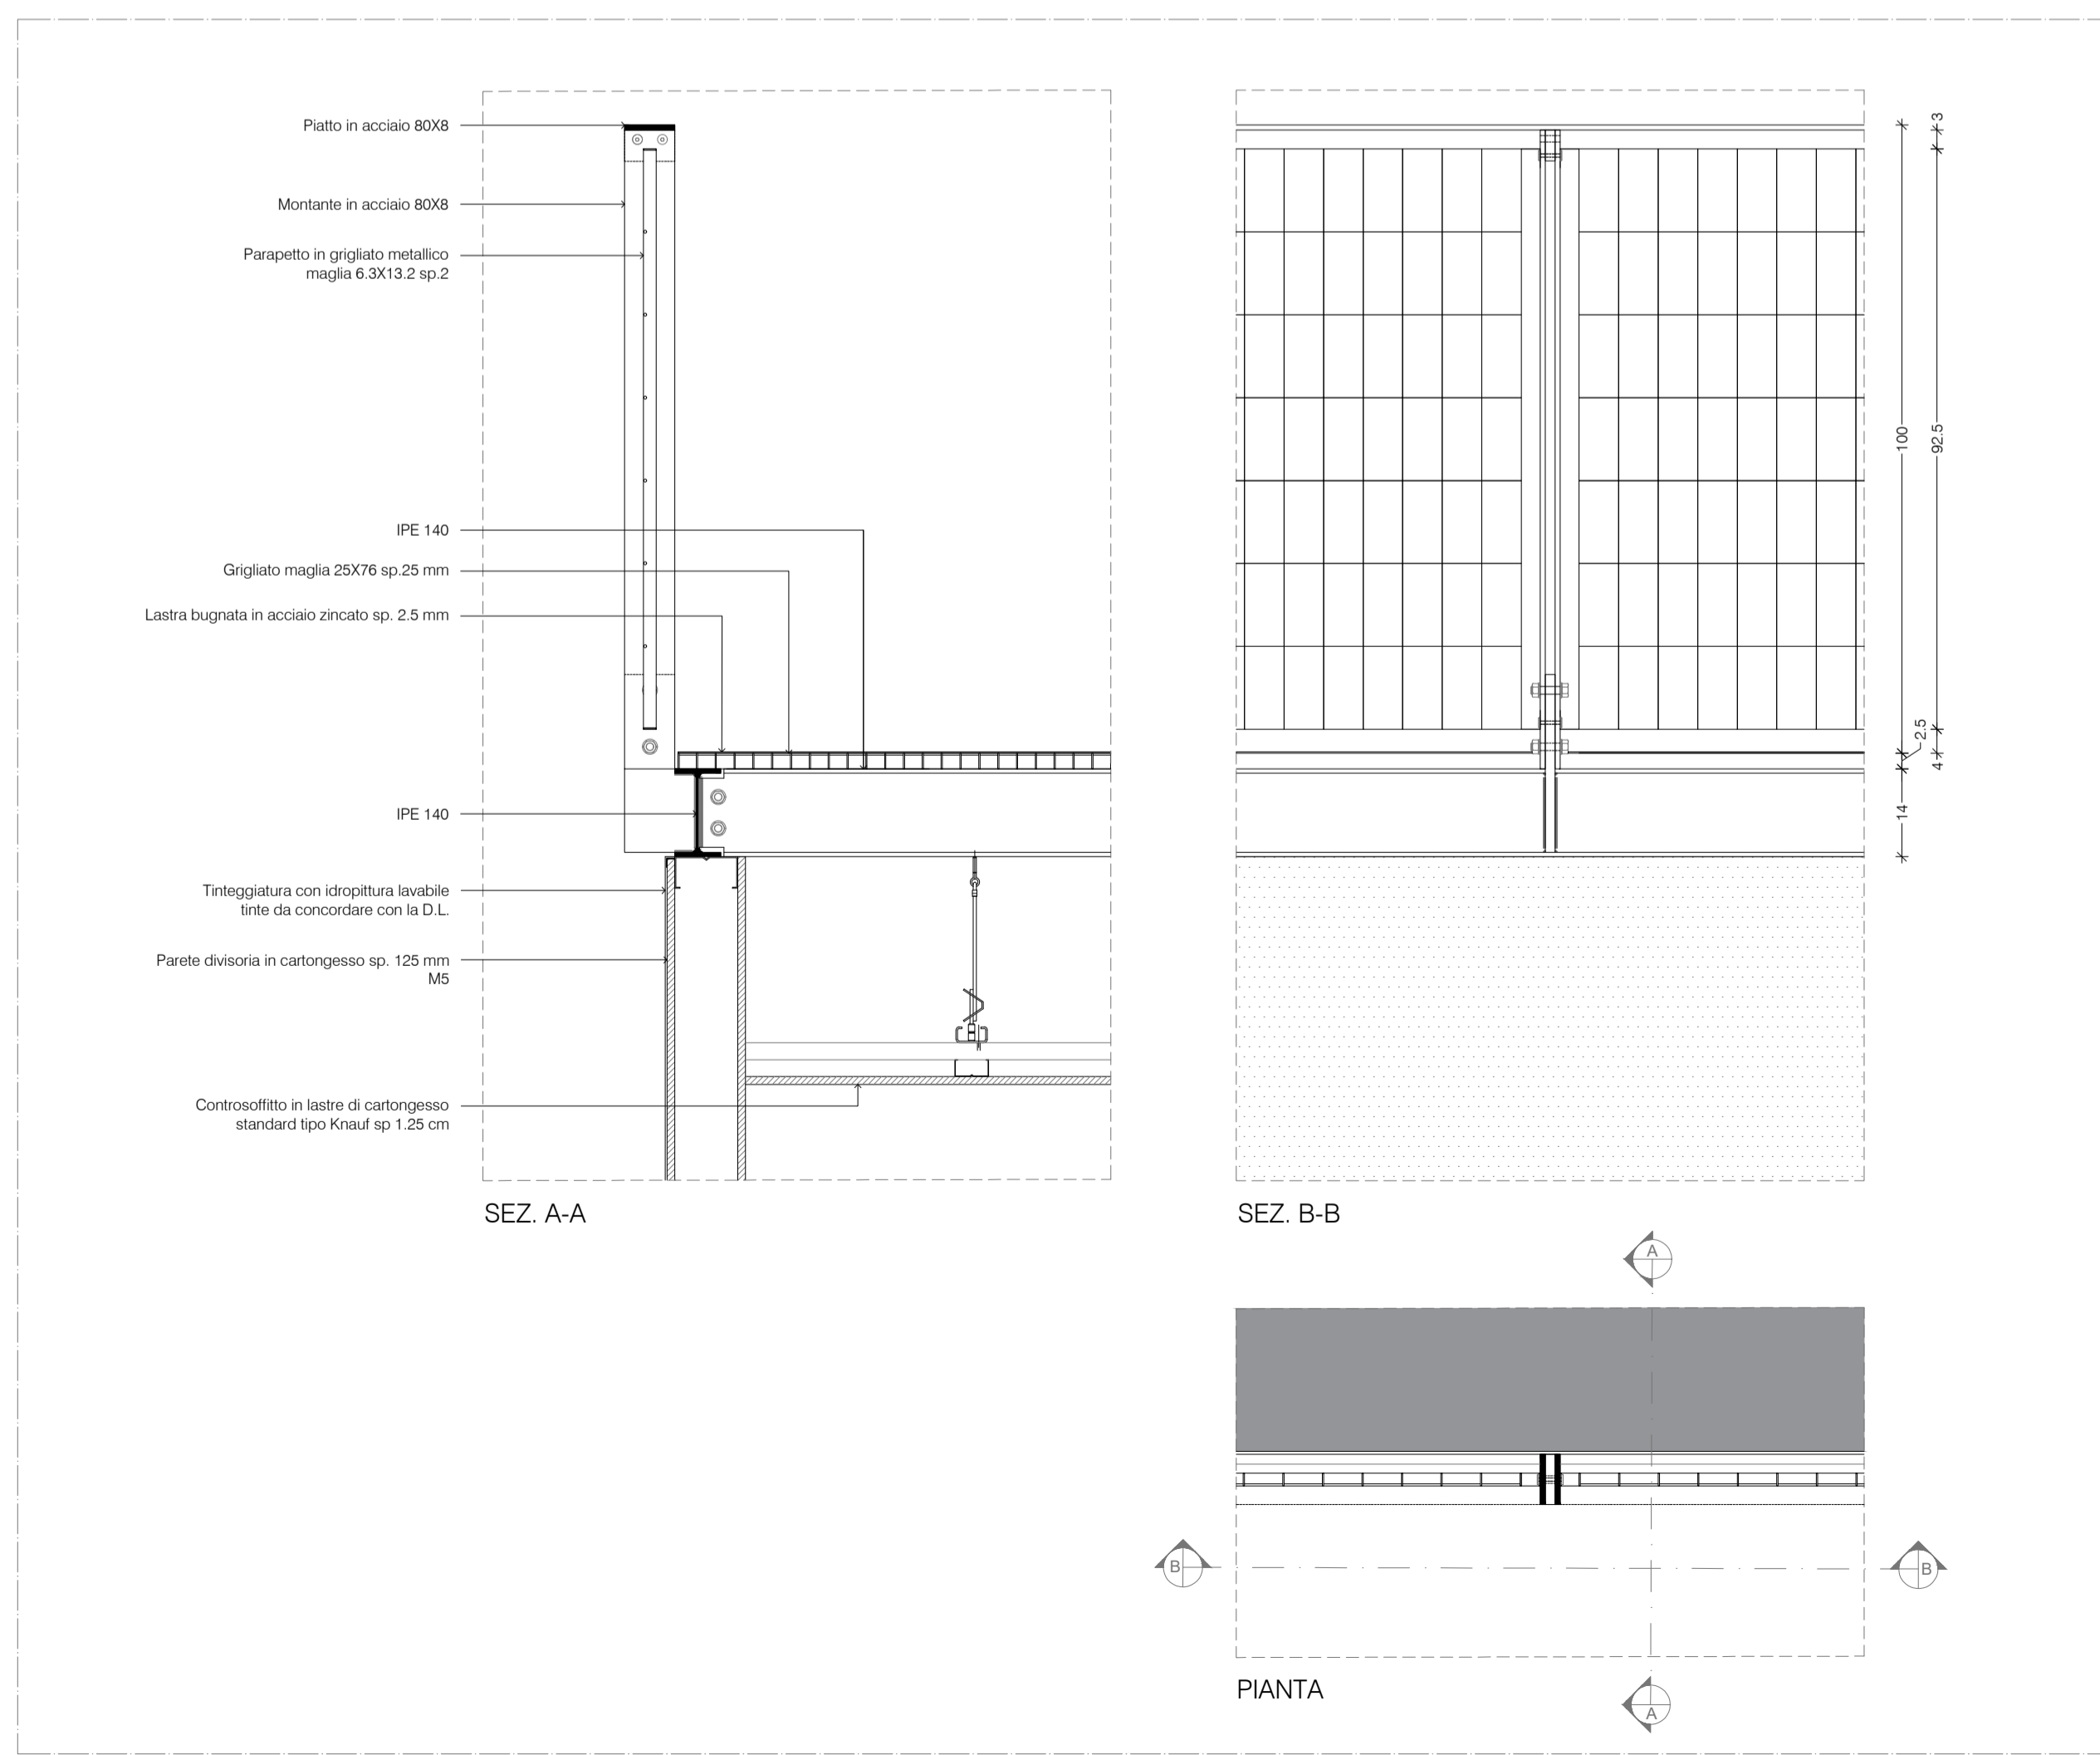 Piatto in acciaio 80X8
Montante in acciaio 80X8
Parapetto in grigliato metallico
maglia 6.3X13.2 sp.2
IPE 140
Grigliato maglia 25X76 sp.25 mm
Lastra bugnata in acciaio zincato sp. 2.5 mm
IPE 140
Tinteggiatura con idropittura lavabile
tinte da concordare con la D.L.
Parete divisoria in cartongesso sp. 125 mm
M5
Controsoffitto in lastre di cartongesso
standard tipo Knauf sp 1.25 cm
SEZ. A-A
3
100
92.5
2.5
4
14
SEZ. B-B
A
B
B
PIANTA
A